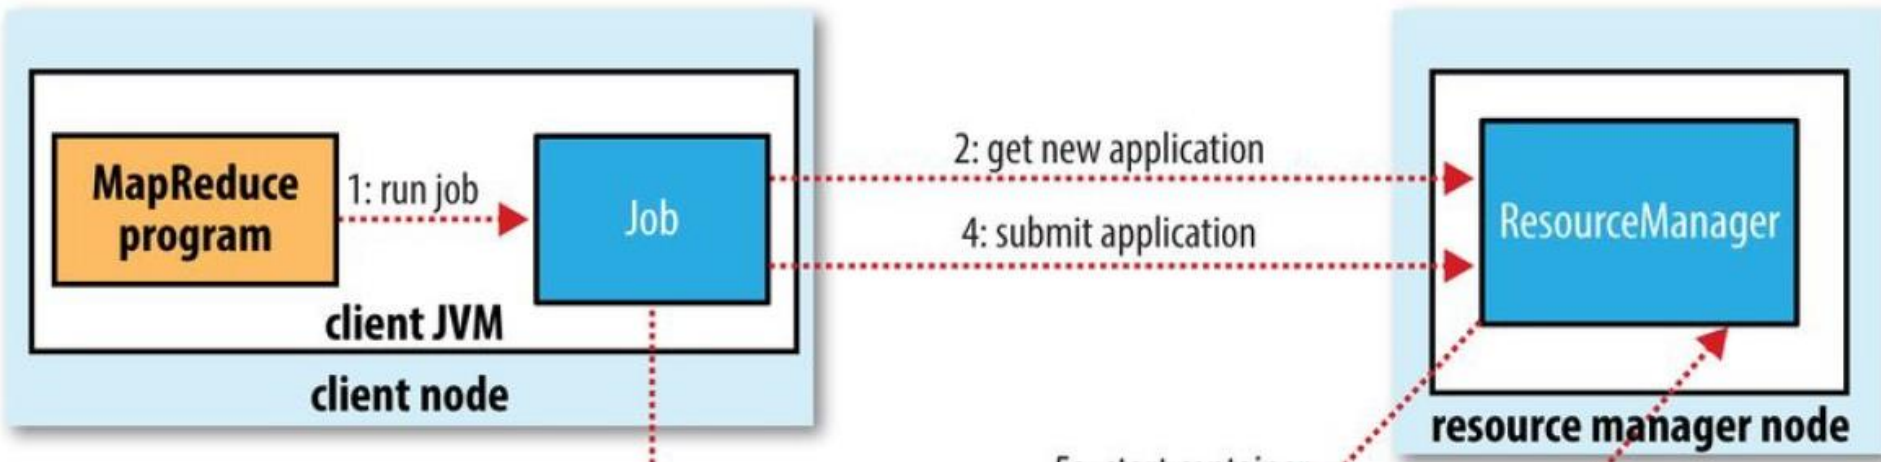 MapReduce
program
1: run job
Job
client JVM
client node
2: get new application
4: submit application
ResourceManager
resource manager node